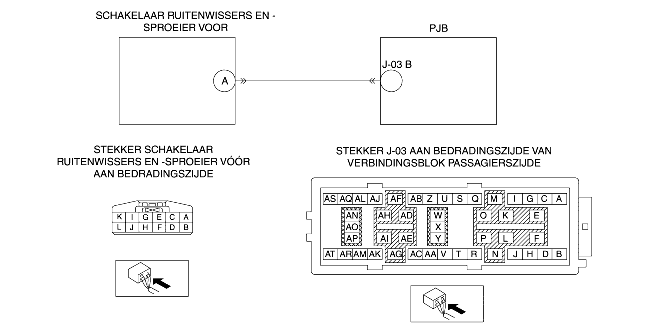 SCHAKELAAR RUITENWISSERS EN -
SPROEIER VOOR
PJB
J-03 B
A
STEKKER SCHAKELAAR
RUITENWISSERS EN -SPROEIER VÓÓR
AAN BEDRADINGSZIJDE
STEKKER J-03 AAN BEDRADINGSZIJDE VAN
VERBINDINGSBLOK PASSAGIERSZIJDE
K I G E C A
L J H F D B
AS AQ AL AJ AF AB Z U S Q M I G C A
AN AH AD W O K E
AO X
AP AI AE Y P L F
AT AR AM AK AG AC AA V T R N J H D B